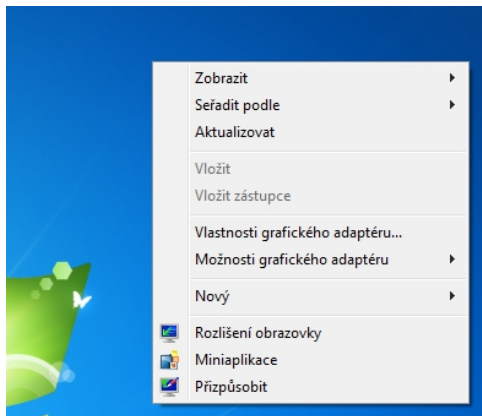 Zobrazit
Seřadit podle
Aktualizovat
Vložit
Vložit zástupce
Vlastnosti grafického adaptéru...
Možnosti grafického adaptéru
Nový
Rozlišení obrazovky
Miniaplikace
Přizpůsobit